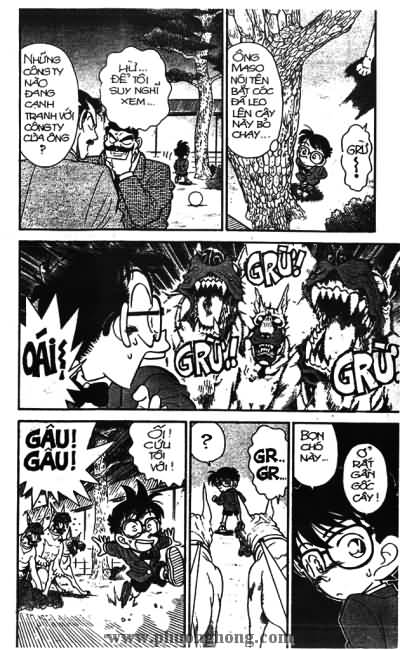 NHỮNG
CÔNG TY
NÀO
ĐANG
CẠNH
TRANH VỚI
CÔNG TY
CỦA ÔNG
?
HỪ...
ĐỂ TÔI
SUY NGHĨ
XEM...
ÔNG
MASO
NÓI TÊN
BẮT CÓC
ĐÃ LEO
LÊN CÂY
NÀY BỎ
CHẠY...
GRỪ
OÁI
GRỪ!!
GRỪ!!
GRỪ!!
GÂU!
GÂU!
ỐI!
CỨU
TÔI
VỚI!
?
GR..
GR..
BỌN
CHÓ
NÀY...
Ở
RẤT
GẦN
GỐC
CÂY!
www.phuonghong.com